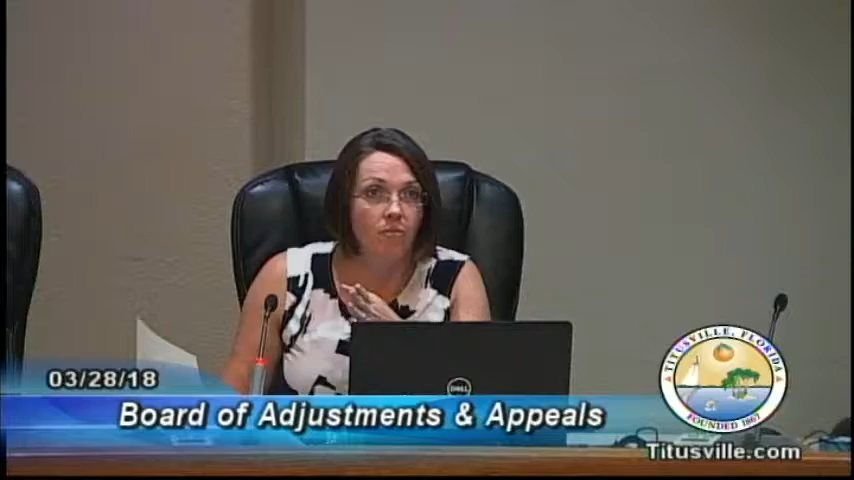 DELL
03/28/18
Board of Adjustments & Appeals
TITUSVILLE, FLORIDA
FOUNDED 1867
Titusville.com